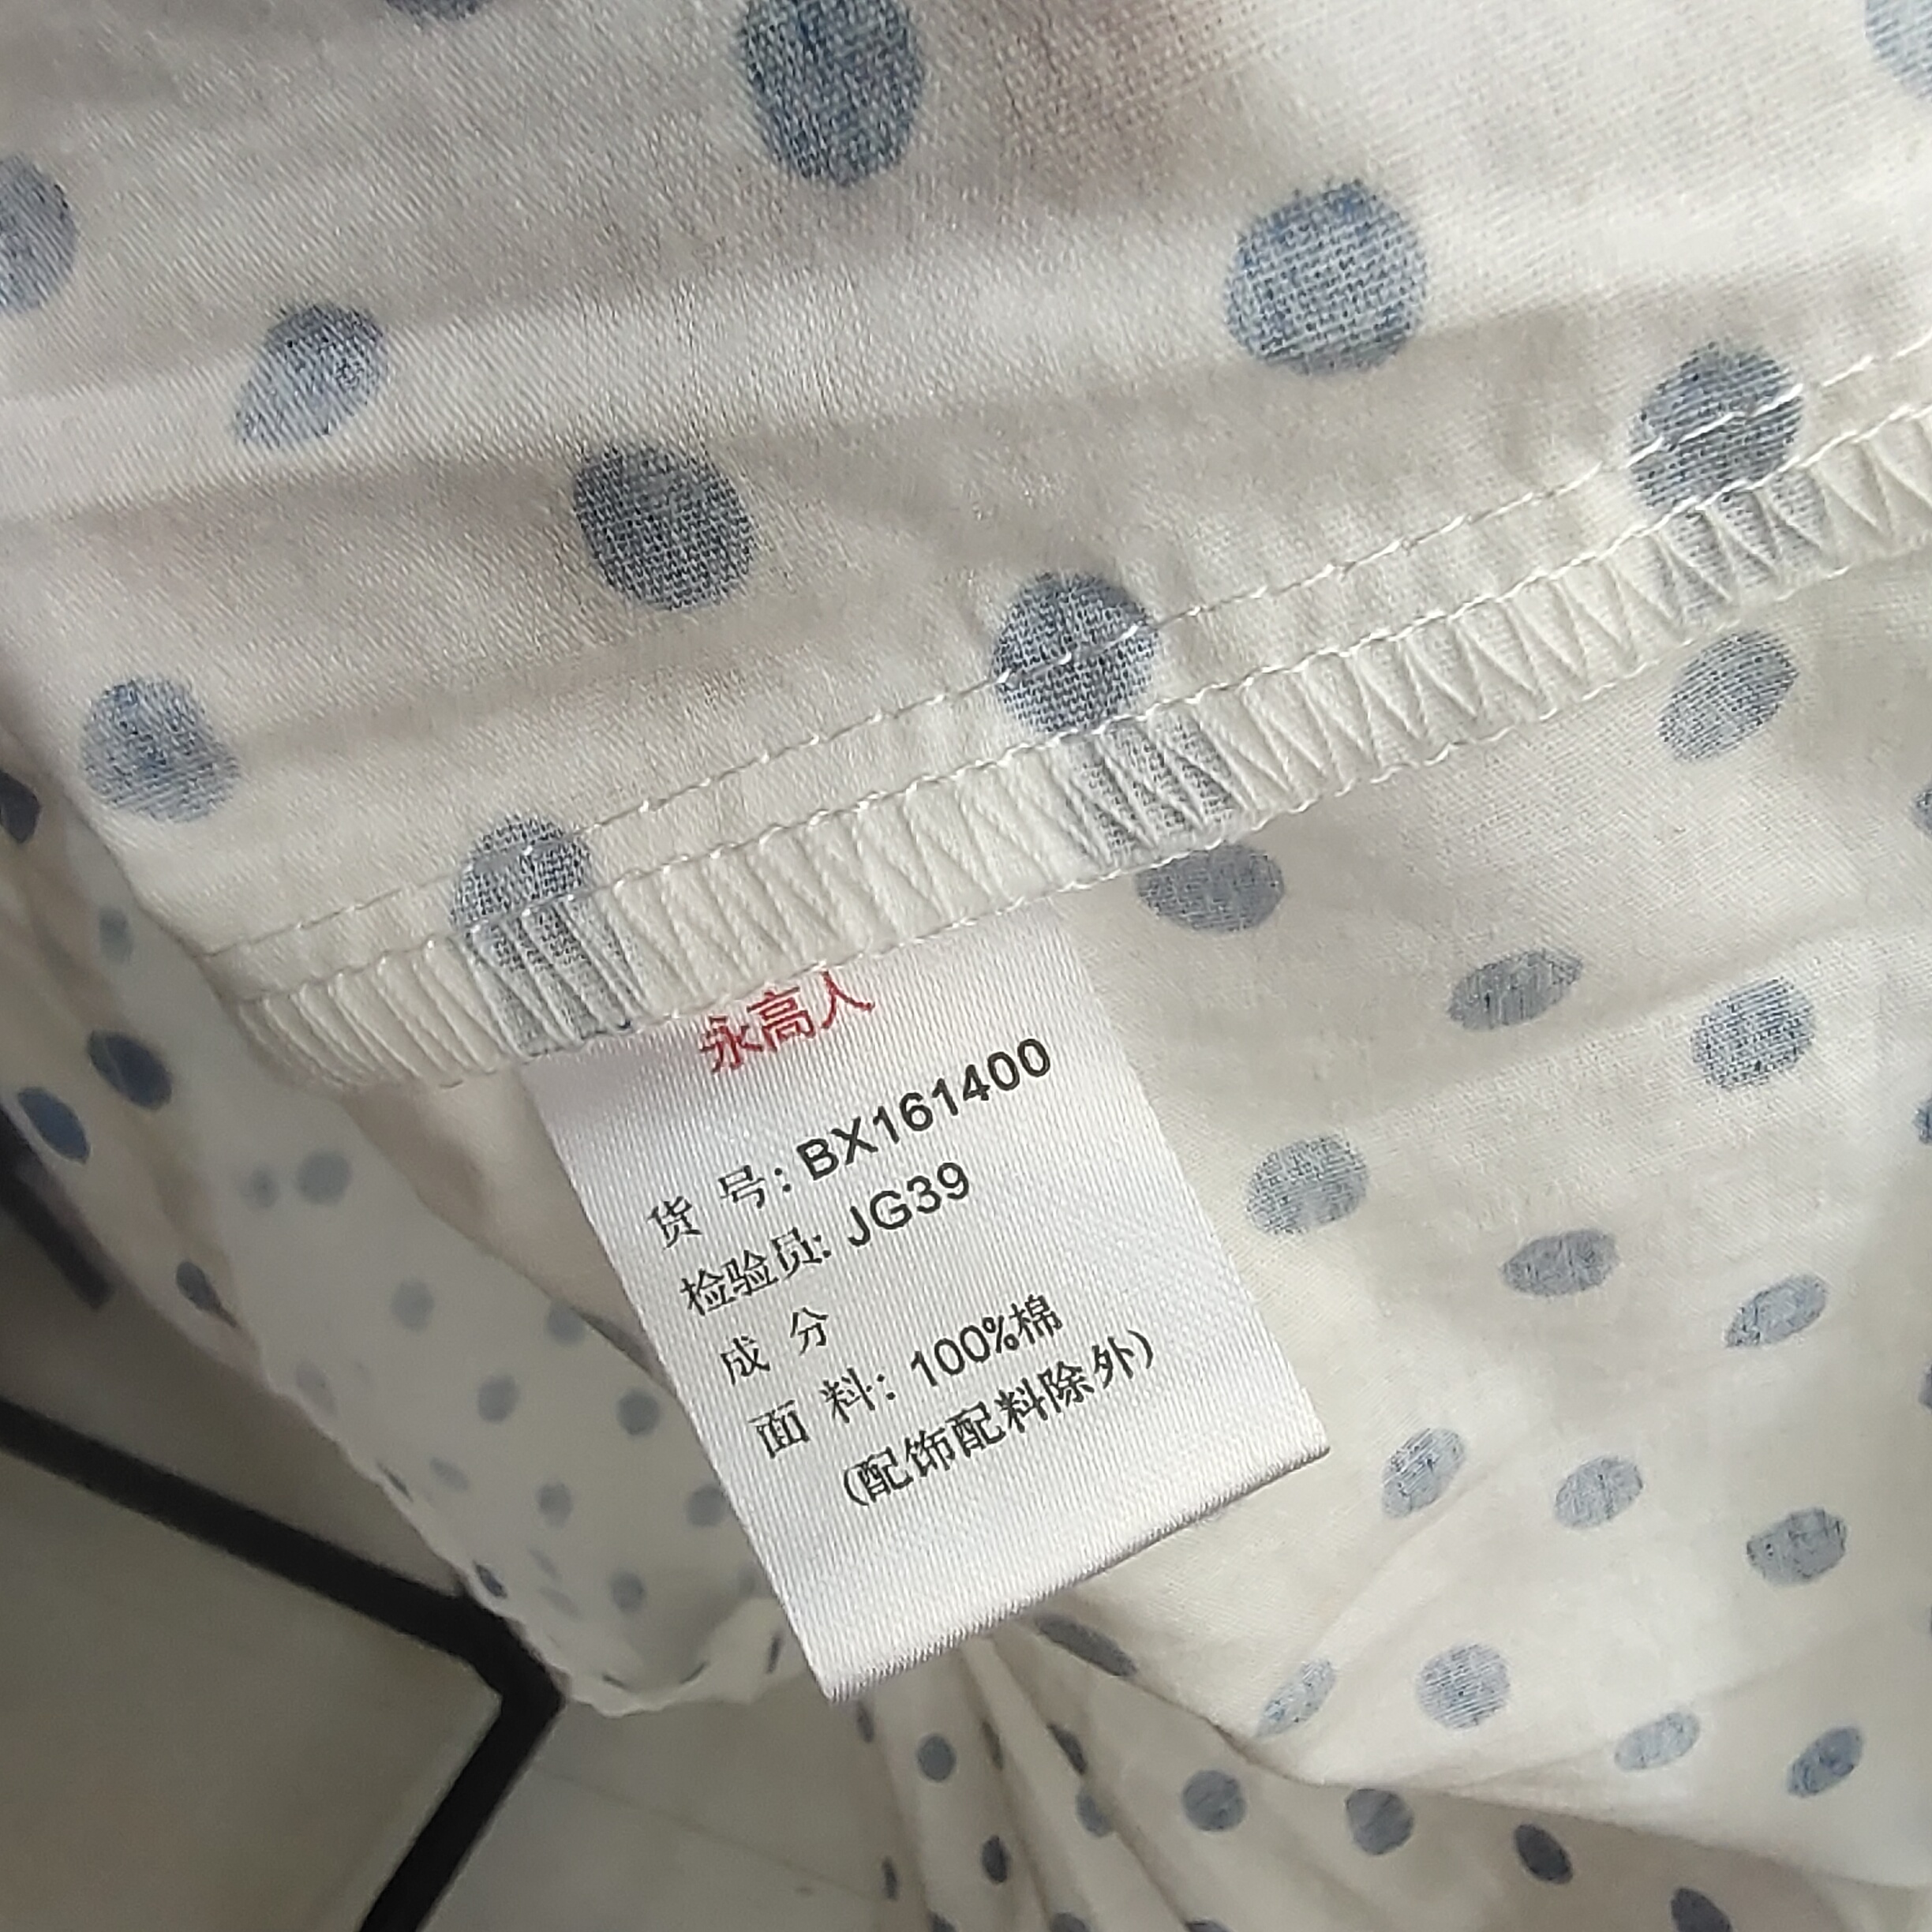 永高人
货 号: BX161400
检验员: JG39
成 分
面 料: 100%棉
(配饰配料除外)